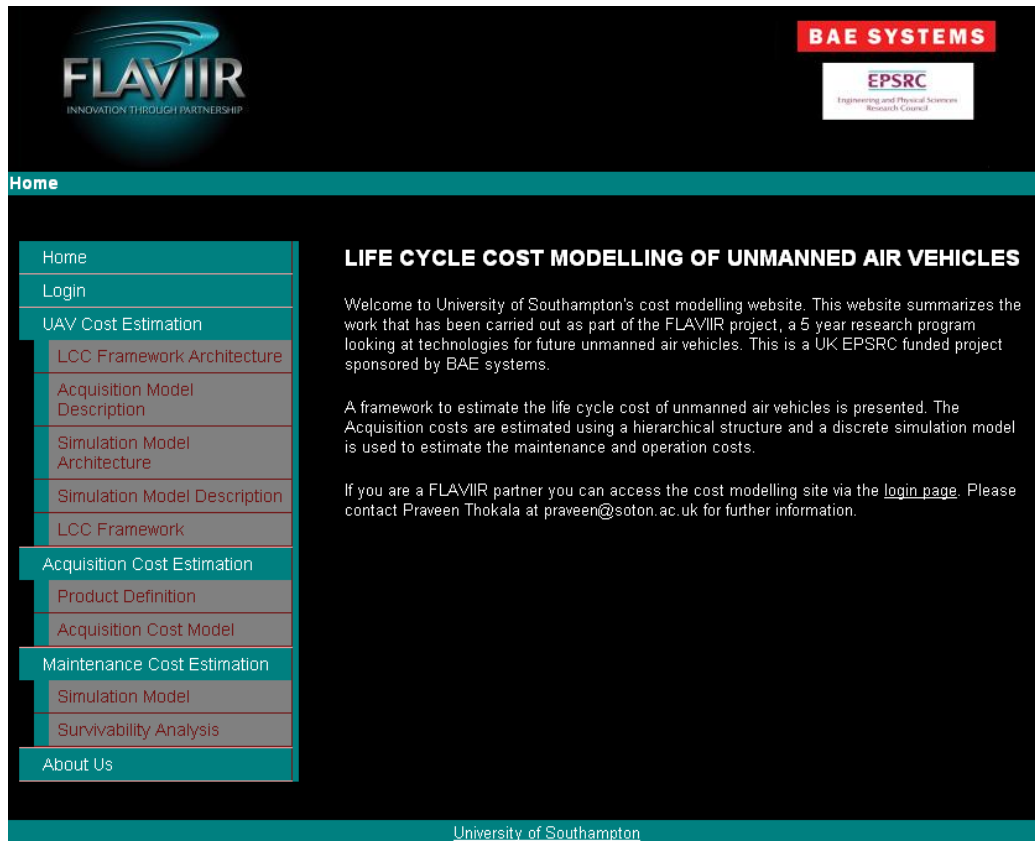 FLAVIIR
INNOVATION THROUGH PARTNERSHIP
BAE SYSTEMS
EPSRC
Engineering and Physical Sciences
Research Council
Home
Home
Login
UAV Cost Estimation
LCC Framework Architecture
Acquisition Model
Description
Simulation Model
Architecture
Simulation Model Description
LCC Framework
Acquisition Cost Estimation
Product Definition
Acquisition Cost Model
Maintenance Cost Estimation
Simulation Model
Survivability Analysis
About Us
LIFE CYCLE COST MODELLING OF UNMANNED AIR VEHICLES
Welcome to University of Southampton's cost modelling website. This website summarizes the
work that has been carried out as part of the FLAVIIR project, a 5 year research program
looking at technologies for future unmanned air vehicles. This is a UK EPSRC funded project
sponsored by BAE systems.
A framework to estimate the life cycle cost of unmanned air vehicles is presented. The
Acquisition costs are estimated using a hierarchical structure and a discrete simulation model
is used to estimate the maintenance and operation costs.
If you are a FLAVIIR partner you can access the cost modelling site via the login page. Please
contact Praveen Thokala at praveen@soton.ac.uk for further information.
University of Southampton